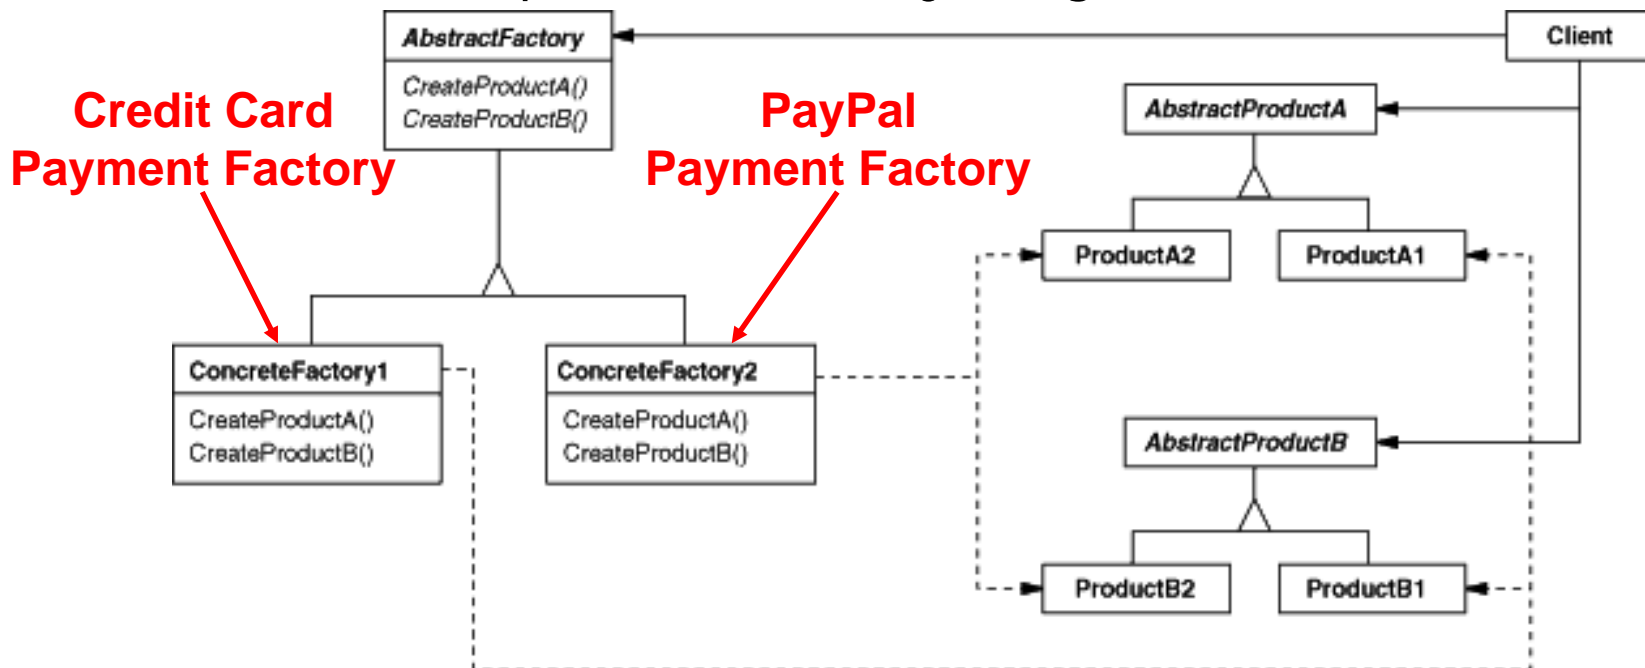 AbstractFactory
CreateProductA()
CreateProductB()
Client
Credit Card
Payment Factory
PayPal
Payment Factory
AbstractProductA
ProductA2
ProductA1
ConcreteFactory1
CreateProductA()
CreateProductB()
ConcreteFactory2
CreateProductA()
CreateProductB()
AbstractProductB
ProductB2
ProductB1